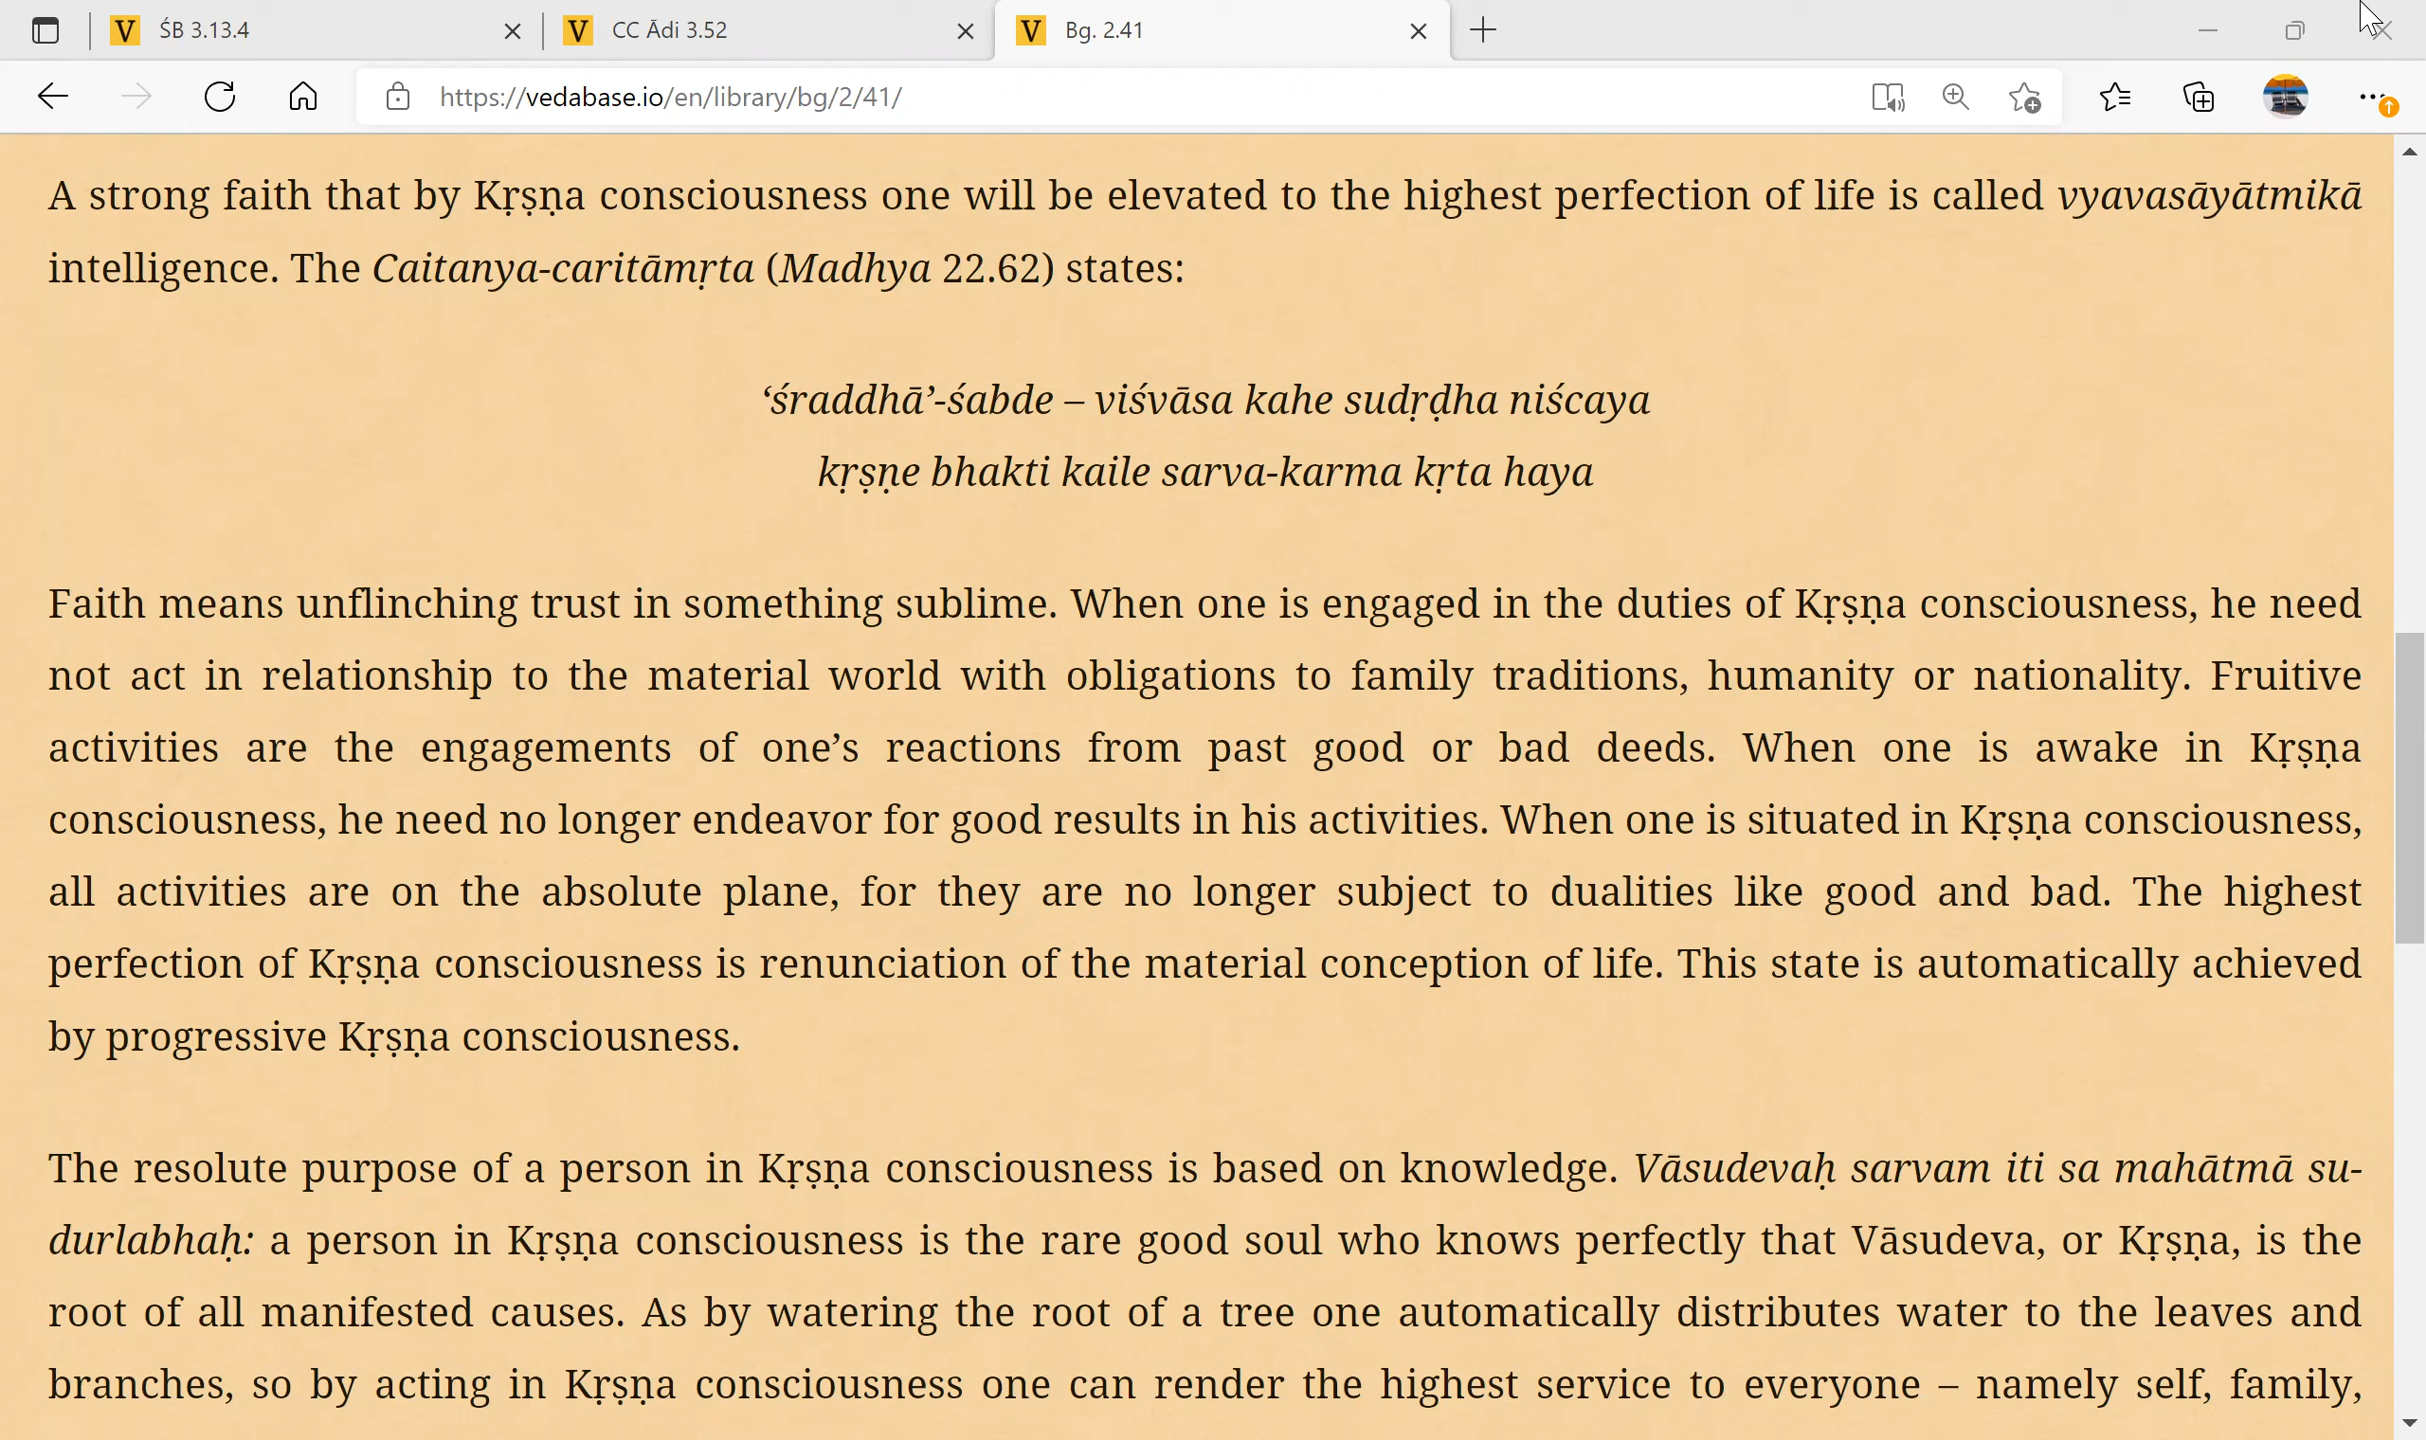 V ŚB 3.13.4
V CC Ādi 3.52
V Bg. 2.41
https://vedabase.io/en/library/bg/2/41/
A strong faith that by Kṛṣṇa consciousness one will be elevated to the highest perfection of life is called vyavasāyātmikā
intelligence. The Caitanya-caritāmṛta (Madhya 22.62) states:
‘śraddhā’-śabde – viśvāsa kahe sudṛḍha niścaya
kṛṣṇe bhakti kaile sarva-karma kṛta haya
Faith means unflinching trust in something sublime. When one is engaged in the duties of Kṛṣṇa consciousness, he need
not act in relationship to the material world with obligations to family traditions, humanity or nationality. Fruitive
activities are the engagements of one’s reactions from past good or bad deeds. When one is awake in Kṛṣṇa
consciousness, he need no longer endeavor for good results in his activities. When one is situated in Kṛṣṇa consciousness,
all activities are on the absolute plane, for they are no longer subject to dualities like good and bad. The highest
perfection of Kṛṣṇa consciousness is renunciation of the material conception of life. This state is automatically achieved
by progressive Kṛṣṇa consciousness.
The resolute purpose of a person in Kṛṣṇa consciousness is based on knowledge. Vāsudevaḥ sarvam iti sa mahātmā su-
durlabhaḥ: a person in Kṛṣṇa consciousness is the rare good soul who knows perfectly that Vāsudeva, or Kṛṣṇa, is the
root of all manifested causes. As by watering the root of a tree one automatically distributes water to the leaves and
branches, so by acting in Kṛṣṇa consciousness one can render the highest service to everyone – namely self, family,